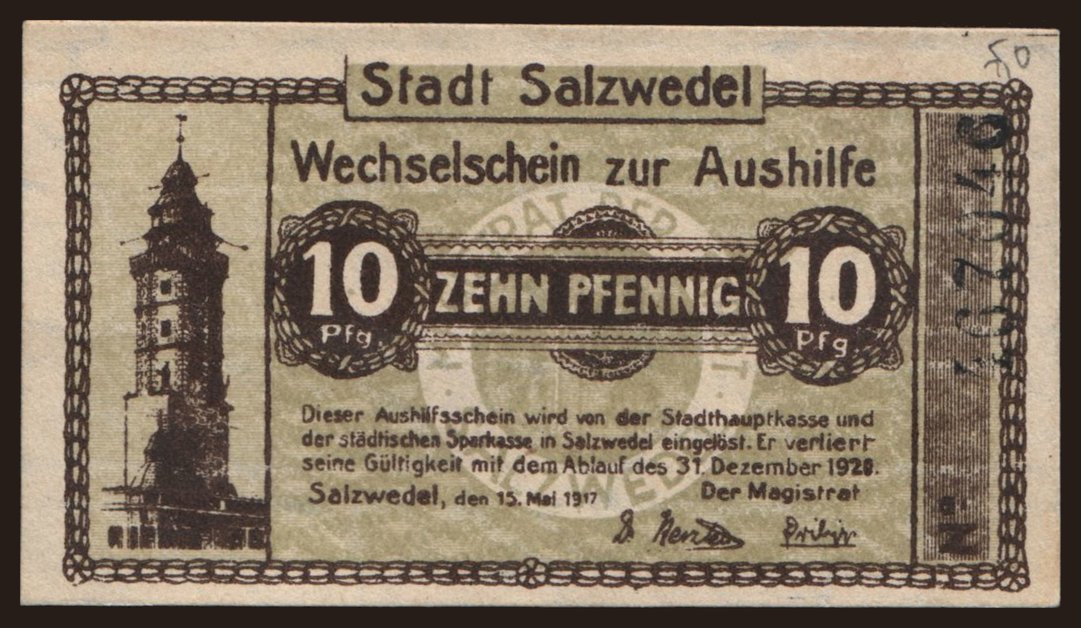 Stadt Salzwedel
Wechselschein zur Aushilfe
10 Pfg. ZEHN PFENNIG 10 Pfg
Dieser Aushilfsschein wird von der Stadthauptkasse und
der städtischen Sparkasse in Salzwedel eingelöst. Er verliert
seine Gültigkeit mit dem Ablauf des 31. Dezember 1920.
Salzwedel, den 15. Mai 1917 Der Magistrat
No
50